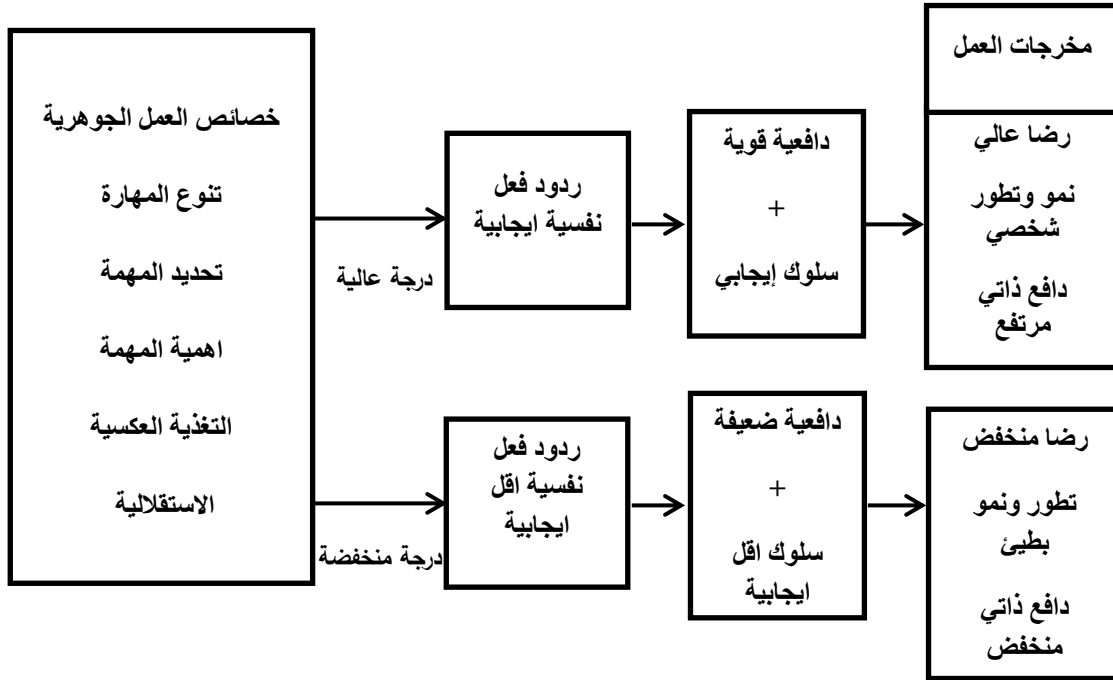 خصائص العمل الجوهرية
تنوع المهارة
تحديد المهمة
اهمية المهمة
التغذية العكسية
الاستقلالية
درجة عالية
ردود فعل
نفسية ايجابية
دافعية قوية
+
سلوك إيجابي
مخرجات العمل
رضا عالي
نمو وتطور
شخصي
دافع ذاتي
مرتفع
درجة منخفضة
ردود فعل
نفسية اقل
ايجابية
دافعية ضعيفة
+
سلوك اقل
ايجابية
رضا منخفض
تطور ونمو
بطيئ
دافع ذاتي
منخفض